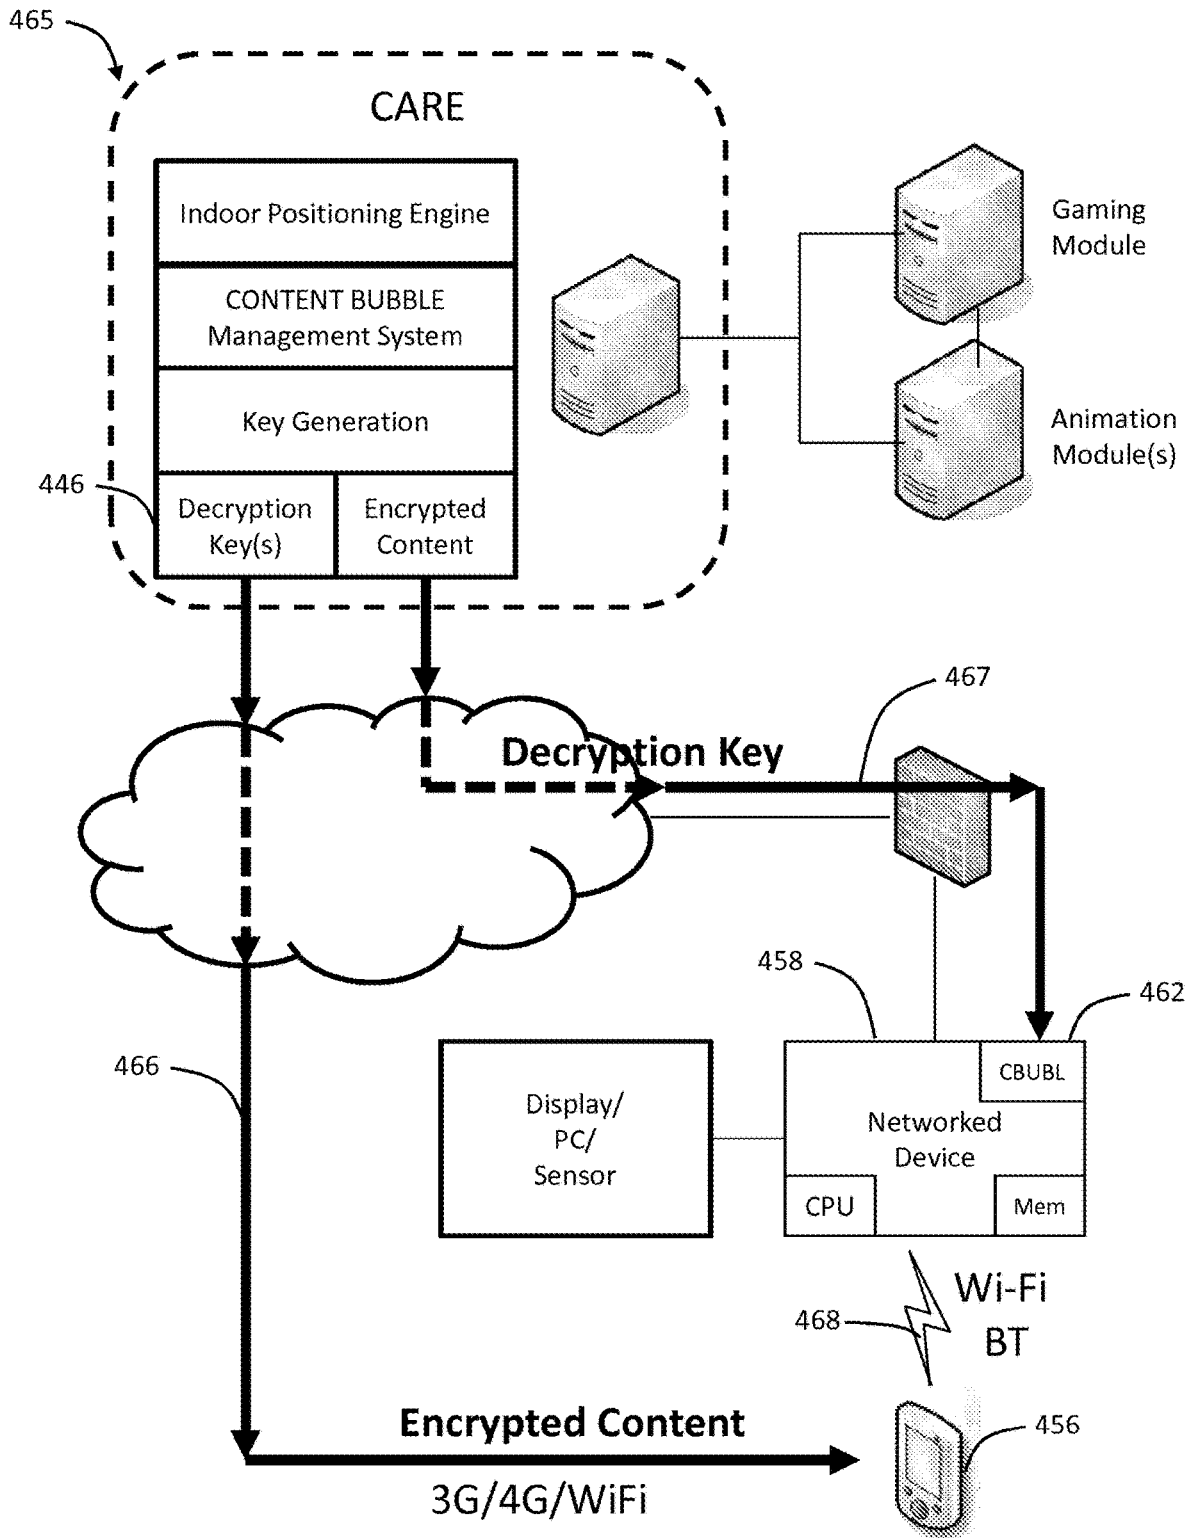 465
CARE
Indoor Positioning Engine
CONTENT BUBBLE
Management System
Key Generation
446
Decryption
Key(s)
Encrypted
Content
Gaming
Module
Animation
Module(s)
467
Decryption Key
458
462
466
Display/
PC/
Sensor
CBUBL
Networked
Device
CPU
Mem
468
Wi-Fi
BT
Encrypted Content
456
3G/4G/WiFi